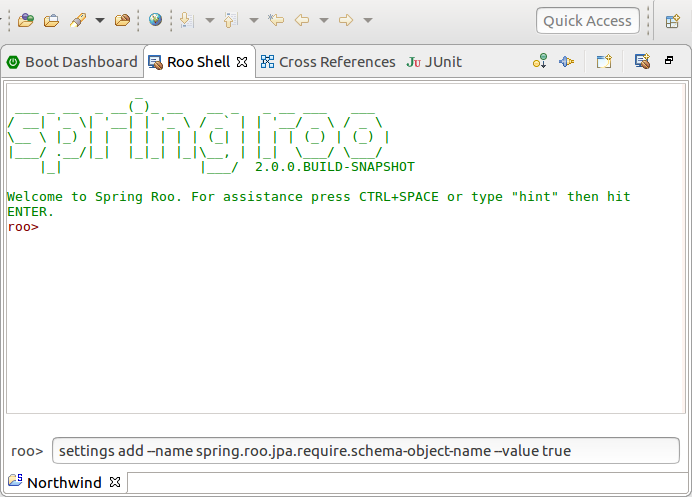 Quick Access
Boot Dashboard
Roo Shell
Cross References
JUnit
spring roo
2.0.0.BUILD-SNAPSHOT
Welcome to Spring Roo. For assistance press CTRL+SPACE or type "hint" then hit
ENTER.
roo>
roo> settings add --name spring.roo.jpa.require.schema-object-name --value true
Northwind